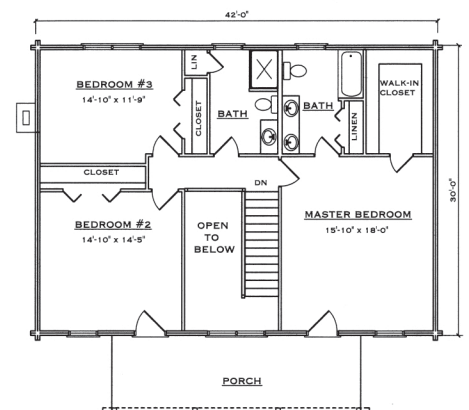 42'-0"
LIN
BEDROOM #3
14'-10" x 11'-9"
CLOSET
BATH
BATH
LINEN
WALK-IN
CLOSET
CLOSET
DN
30'-0"
BEDROOM #2
14'-10" x 14'-5"
OPEN
TO
BELOW
MASTER BEDROOM
15'-10" x 18'-0"
PORCH